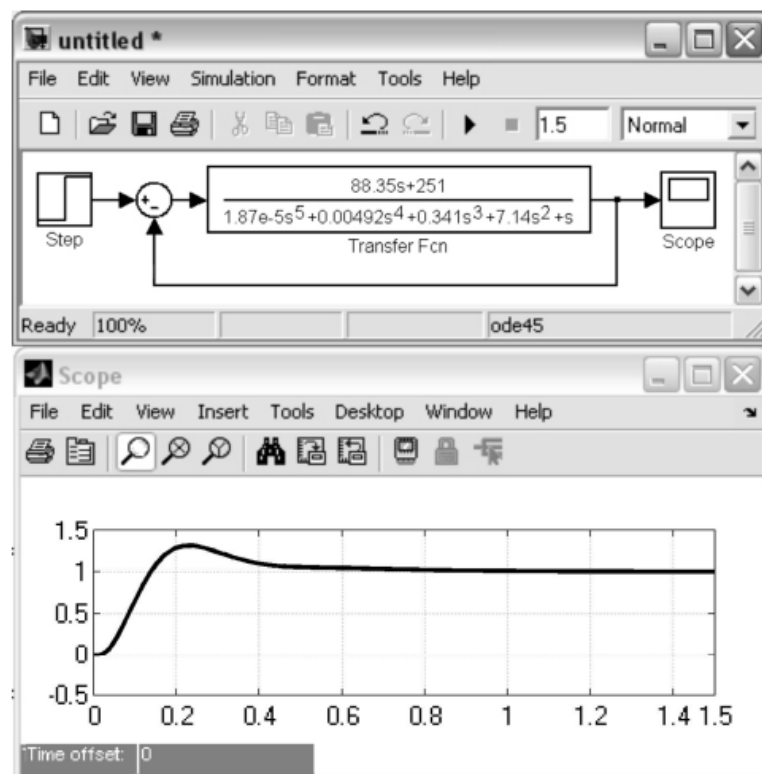 untitled *
File Edit View Simulation Format Tools Help
1.5 Normal
88.35s+251
1.87e-5s⁵+0.00492s⁴+0.341s³+7.14s²+s
Step
Transfer Fcn
Scope
Ready 100% ode45
Scope
File Edit View Insert Tools Desktop Window Help
1.5
1
0.5
0
-0.5
0 0.2 0.4 0.6 0.8 1 1.2 1.4 1.5
Time offset: 0